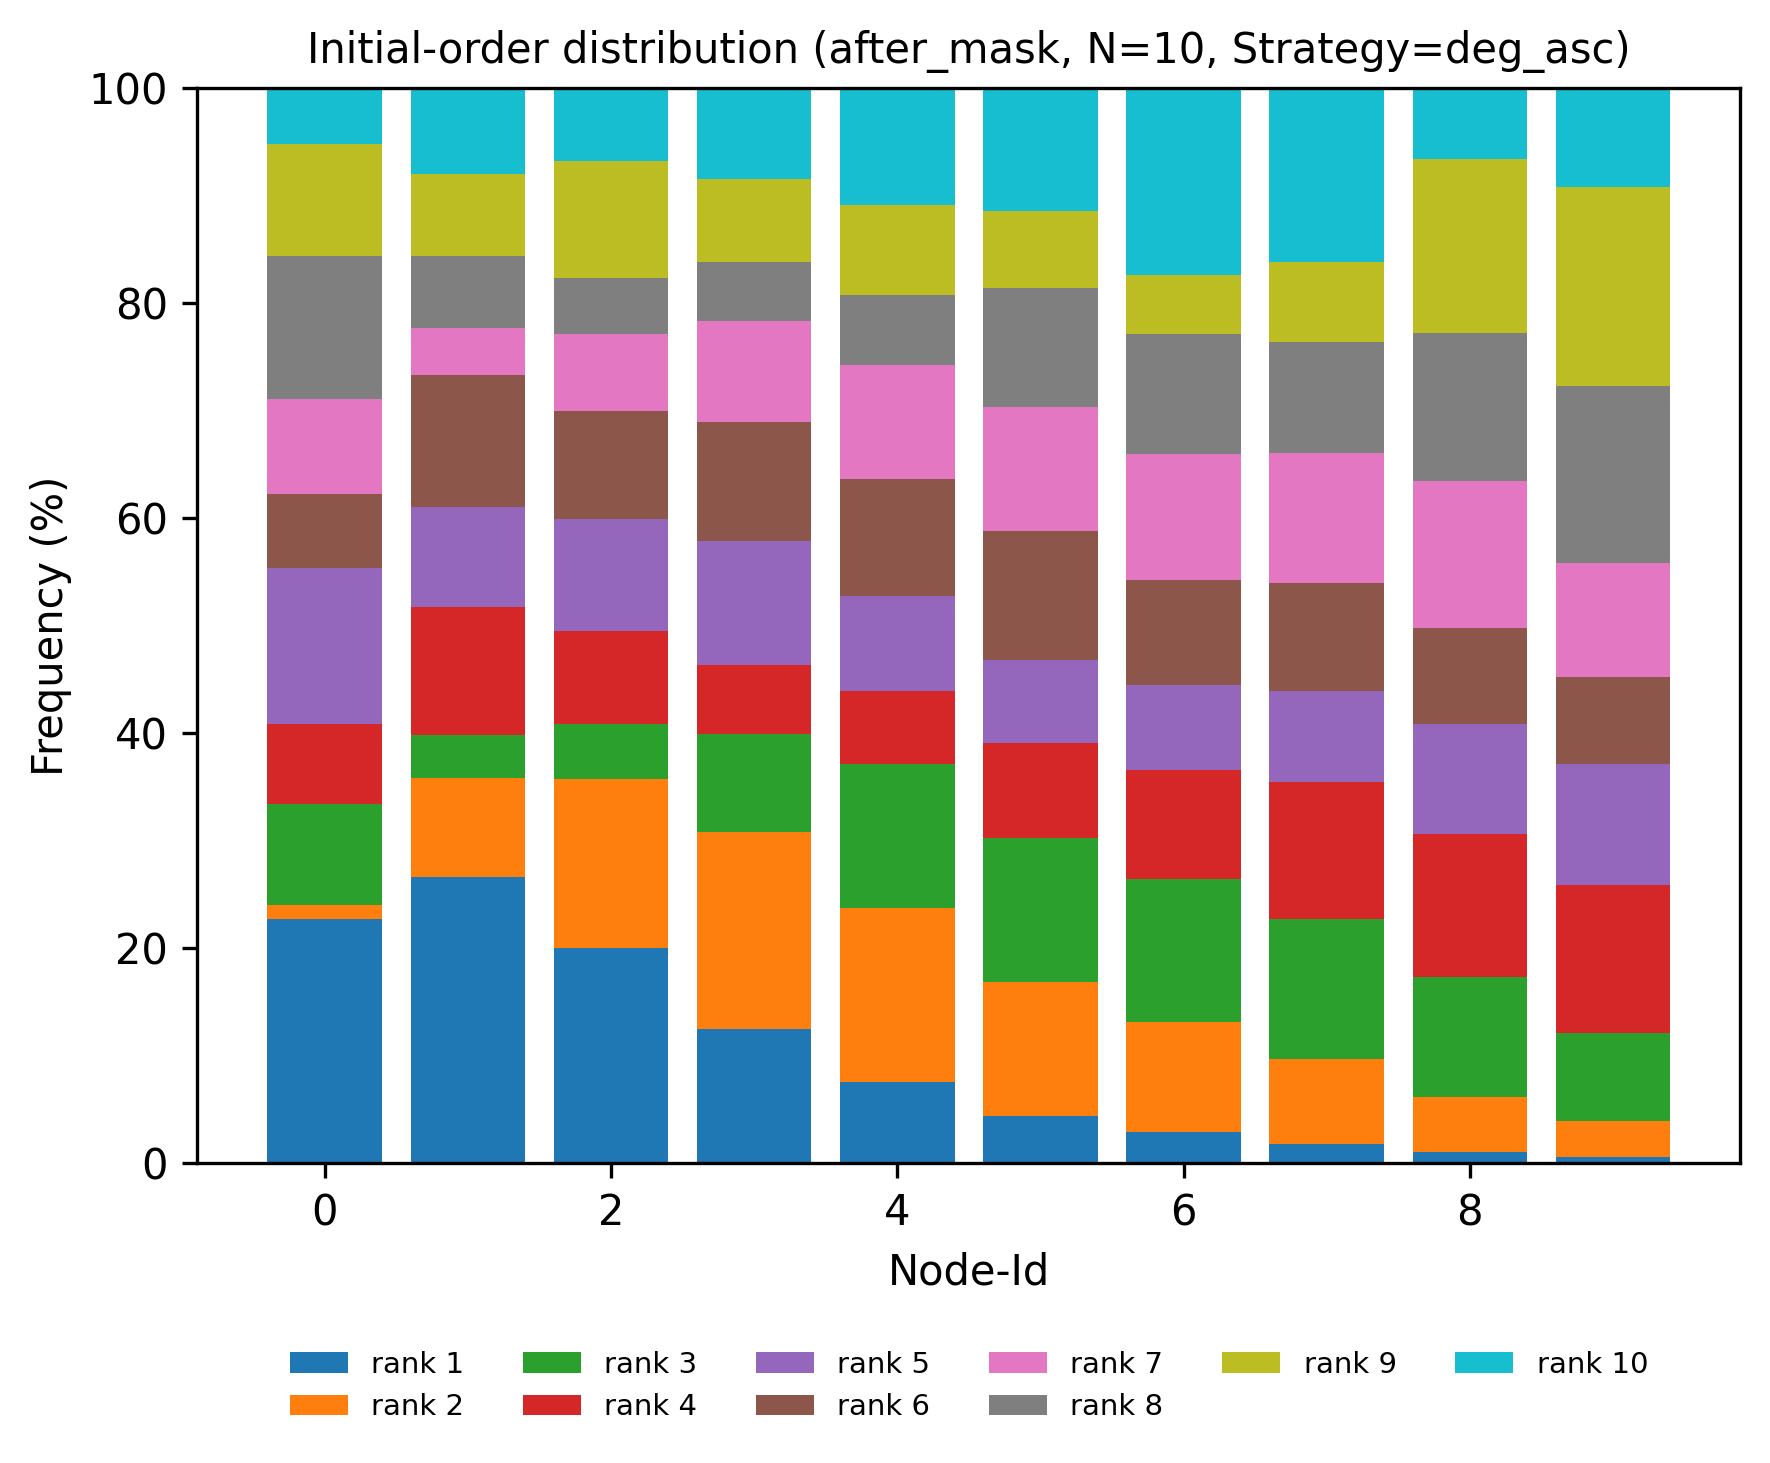 Initial-order distribution (after_mask, N=10, Strategy=deg_asc)
100
80
60
40
20
0
Frequency (%)
0 2 4 6 8
Node-Id
rank 1 rank 3 rank 5 rank 7 rank 9 rank 10
rank 2 rank 4 rank 6 rank 8